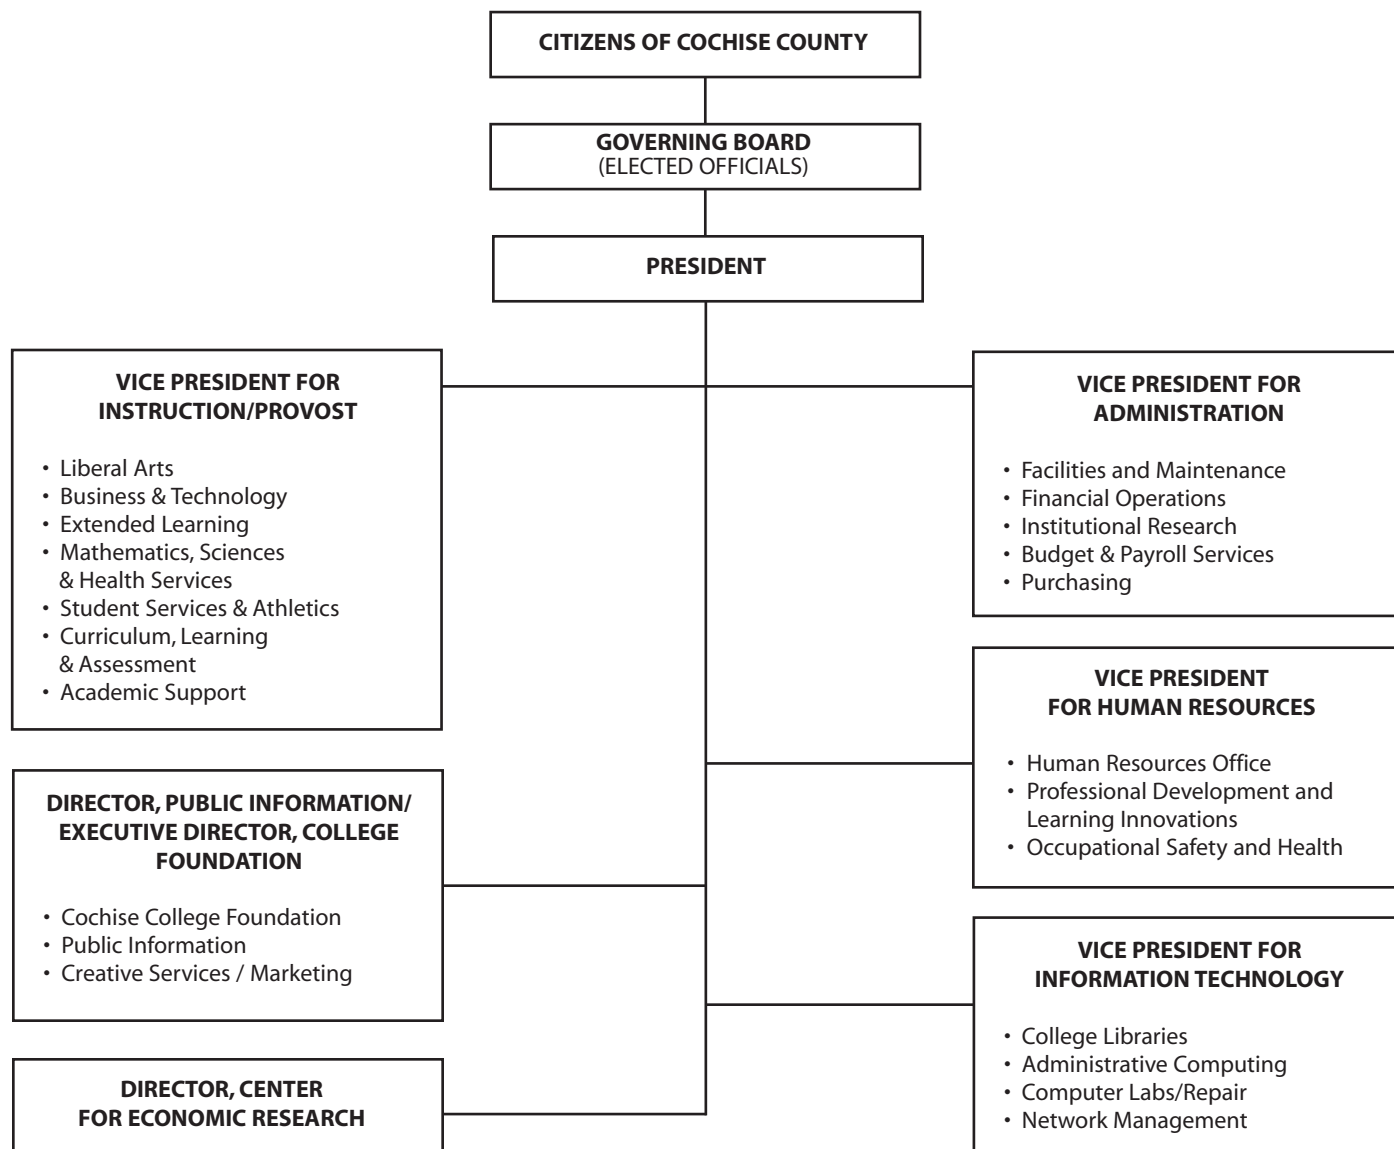 CITIZENS OF COCHISE COUNTY
GOVERNING BOARD
(ELECTED OFFICIALS)
PRESIDENT
VICE PRESIDENT FOR
INSTRUCTION/PROVOST
• Liberal Arts
• Business & Technology
• Extended Learning
• Mathematics, Sciences
& Health Services
• Student Services & Athletics
• Curriculum, Learning
& Assessment
• Academic Support
VICE PRESIDENT FOR
ADMINISTRATION
• Facilities and Maintenance
• Financial Operations
• Institutional Research
• Budget & Payroll Services
• Purchasing
VICE PRESIDENT
FOR HUMAN RESOURCES
• Human Resources Office
• Professional Development and
Learning Innovations
• Occupational Safety and Health
DIRECTOR, PUBLIC INFORMATION/
EXECUTIVE DIRECTOR, COLLEGE
FOUNDATION
• Cochise College Foundation
• Public Information
• Creative Services / Marketing
VICE PRESIDENT FOR
INFORMATION TECHNOLOGY
• College Libraries
• Administrative Computing
• Computer Labs/Repair
• Network Management
DIRECTOR, CENTER
FOR ECONOMIC RESEARCH